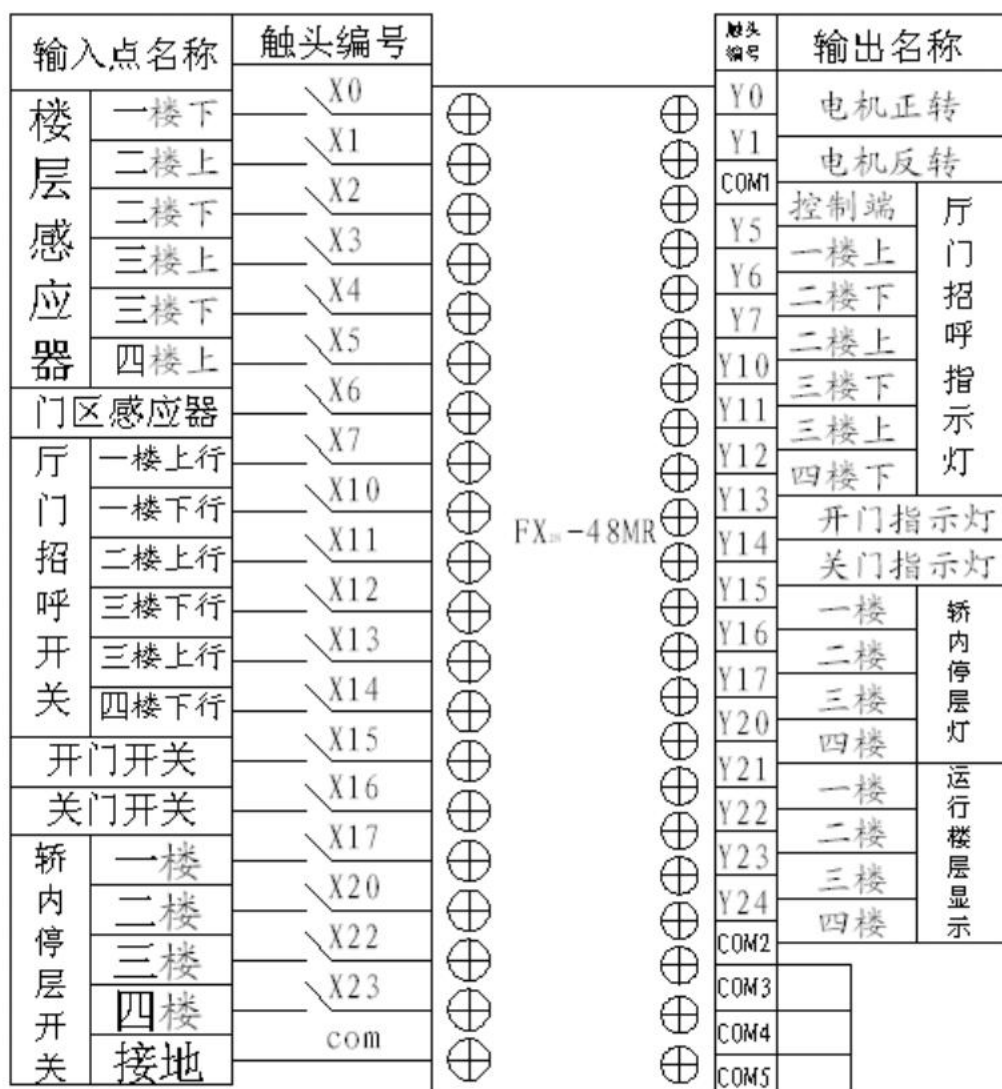 输入点名称 触头编号
楼层感应器
一楼下 X0
二楼上 X1
二楼下 X2
三楼上 X3
三楼下 X4
四楼上 X5
门区感应器 X6
厅门招呼开关
一楼上行 X7
一楼下行 X10
二楼上行 X11
三楼下行 X12
三楼上行 X13
四楼下行 X14
开门开关 X15
关门开关 X16
轿内停层开关
一楼 X17
二楼 X20
三楼 X22
四楼 X23
接地 com
-48MR
触头编号 输出名称
Y0 电机正转
Y1 电机反转
COM1 控制端
厅门招呼指示灯
Y5 一楼上
Y6 二楼下
Y7 二楼上
Y10 三楼下
Y11 三楼上
Y12 四楼下
Y13 开门指示灯
Y14 关门指示灯
轿内停层灯
Y15 一楼
Y16 二楼
Y17 三楼
Y20 四楼
运行楼层显示
Y21 一楼
Y22 二楼
Y23 三楼
Y24 四楼
COM2
COM3
COM4
COM5